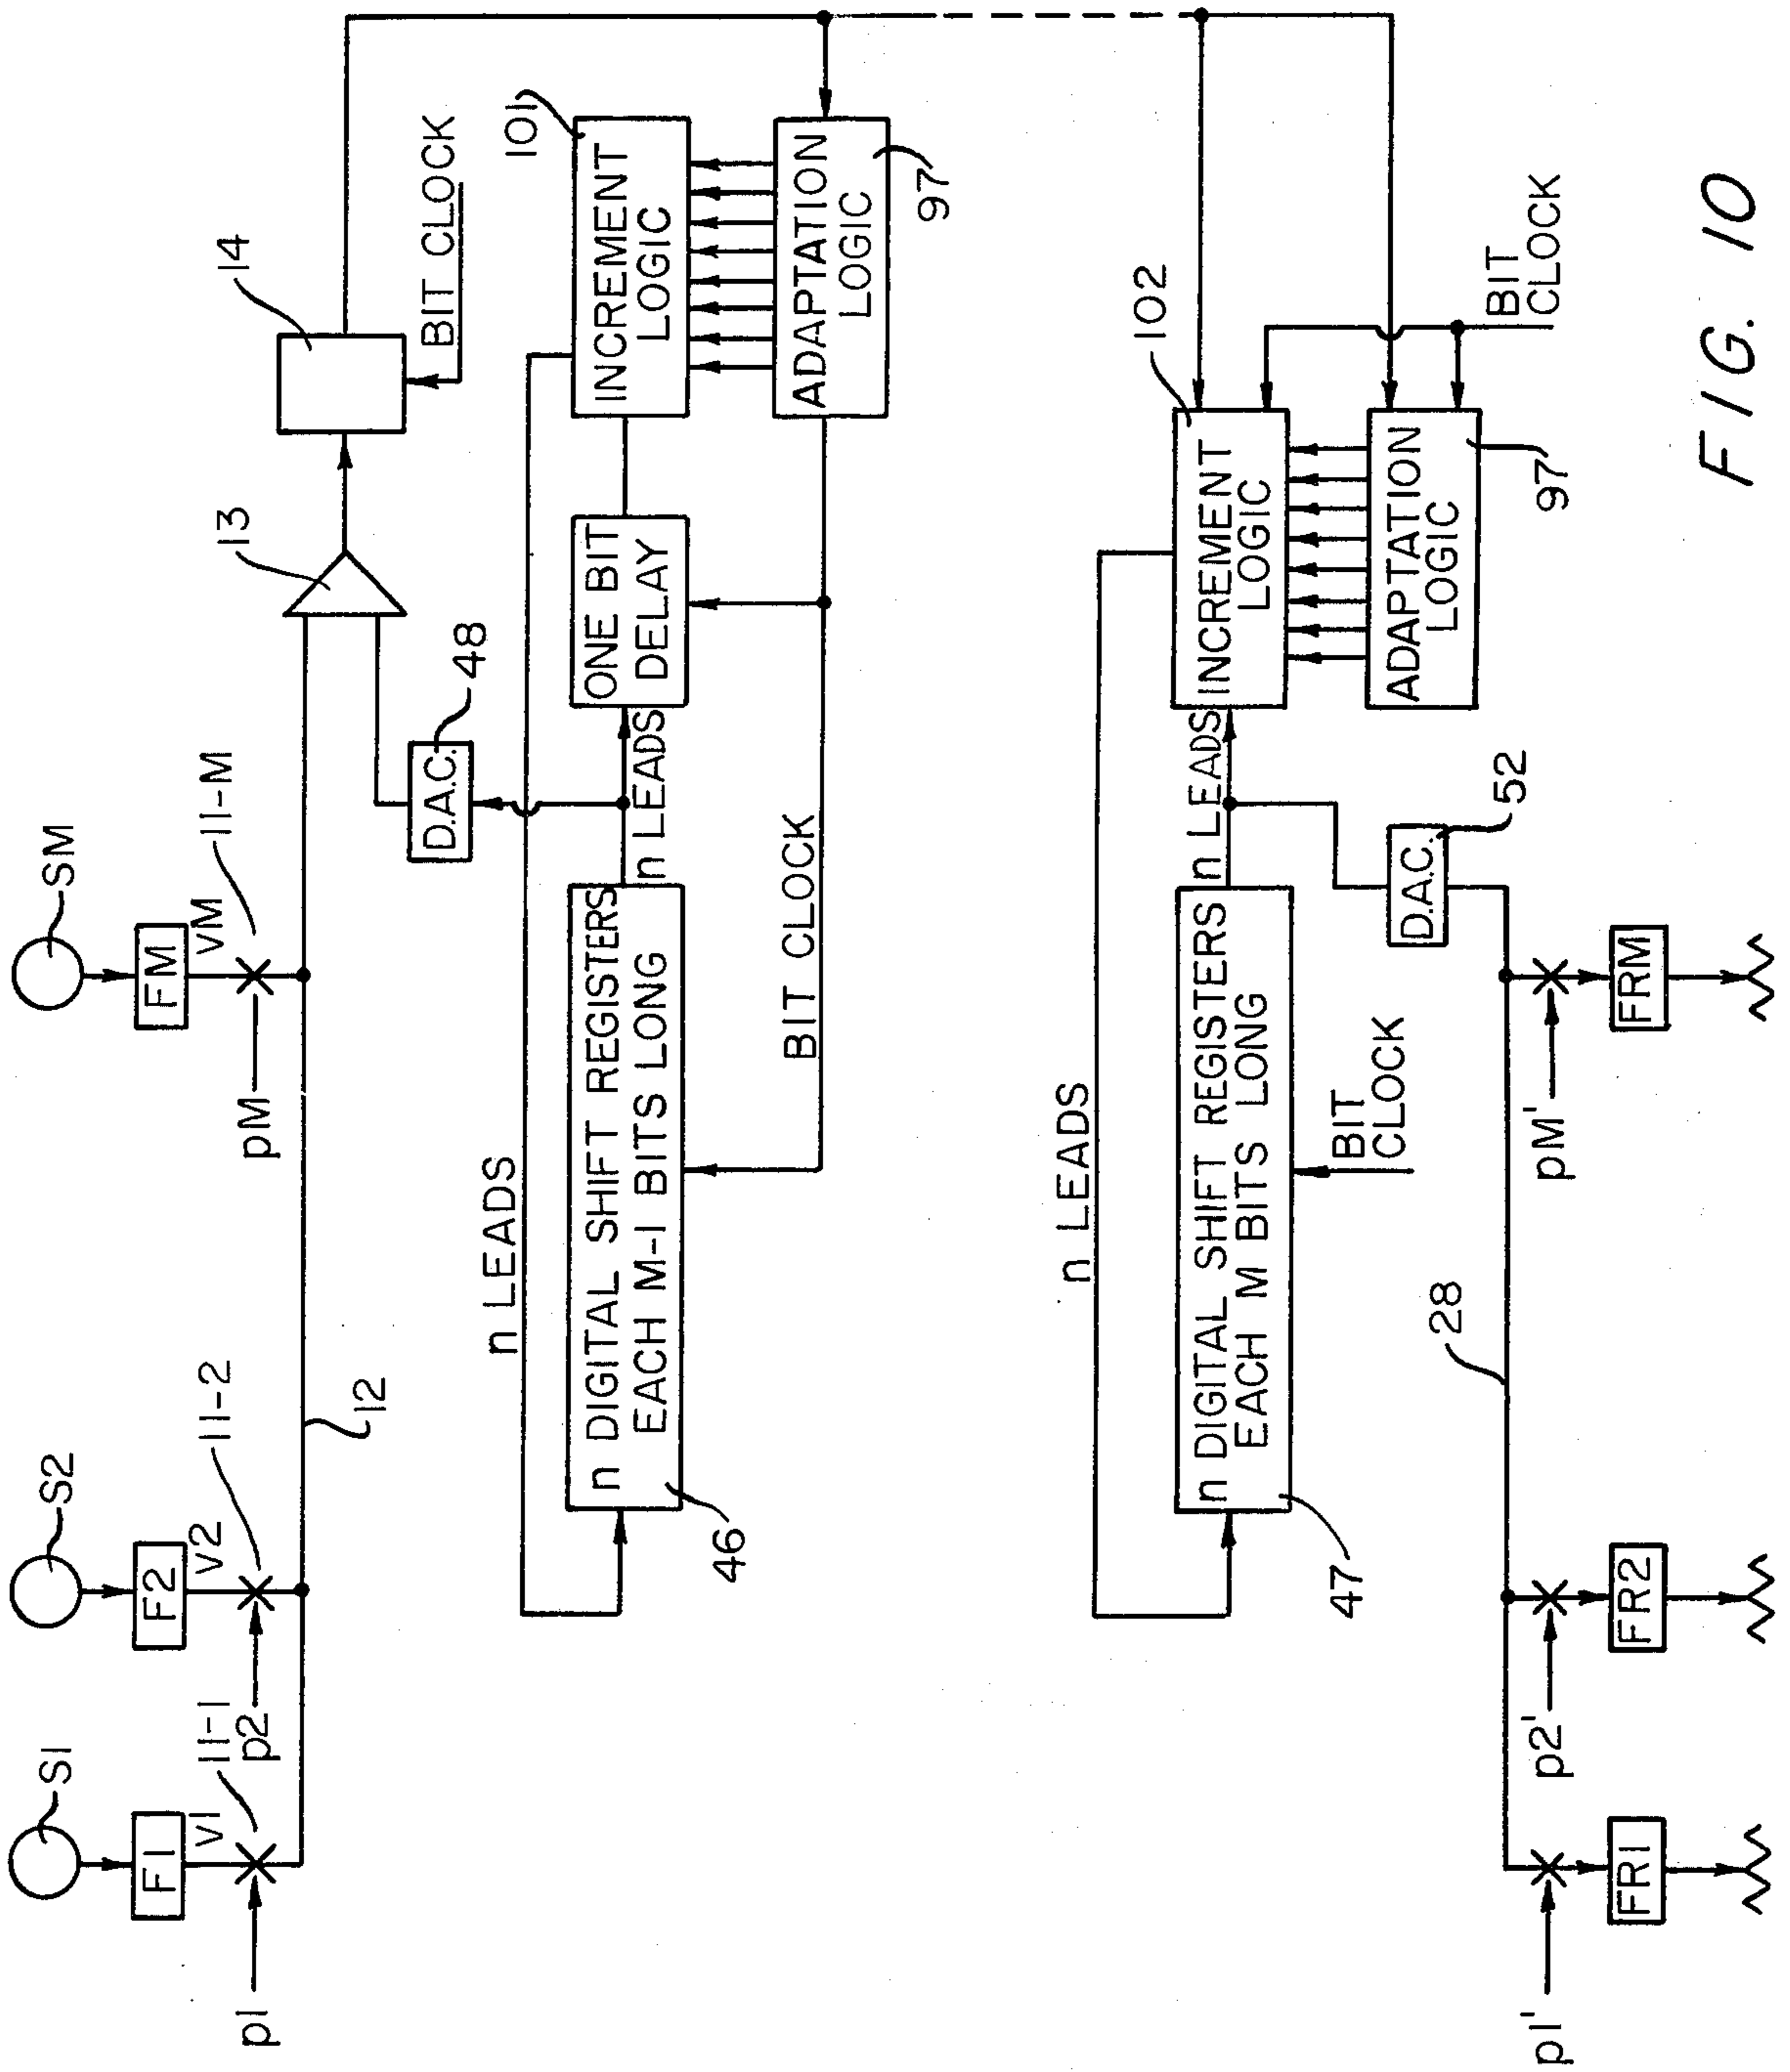 S1
S2
SM
F1
F2
FM
V1
V2
VM
11-1
11-2
11-M
p1
p2
pM
12
13
14
BIT CLOCK
48
D.A.C.
n LEADS
101
n DIGITAL SHIFT REGISTERS
EACH M-1 BITS LONG
46
n LEADS
ONE BIT
DELAY
INCREMENT
LOGIC
ADAPTATION
LOGIC
97
BIT CLOCK
n LEADS
102
n DIGITAL SHIFT REGISTERS
EACH M BITS LONG
47
n LEADS
INCREMENT
LOGIC
BIT
CLOCK
ADAPTATION
LOGIC
97
BIT
CLOCK
D.A.C.
52
28
p1'
p2'
pM'
FR1
FR2
FRM
FIG. 10